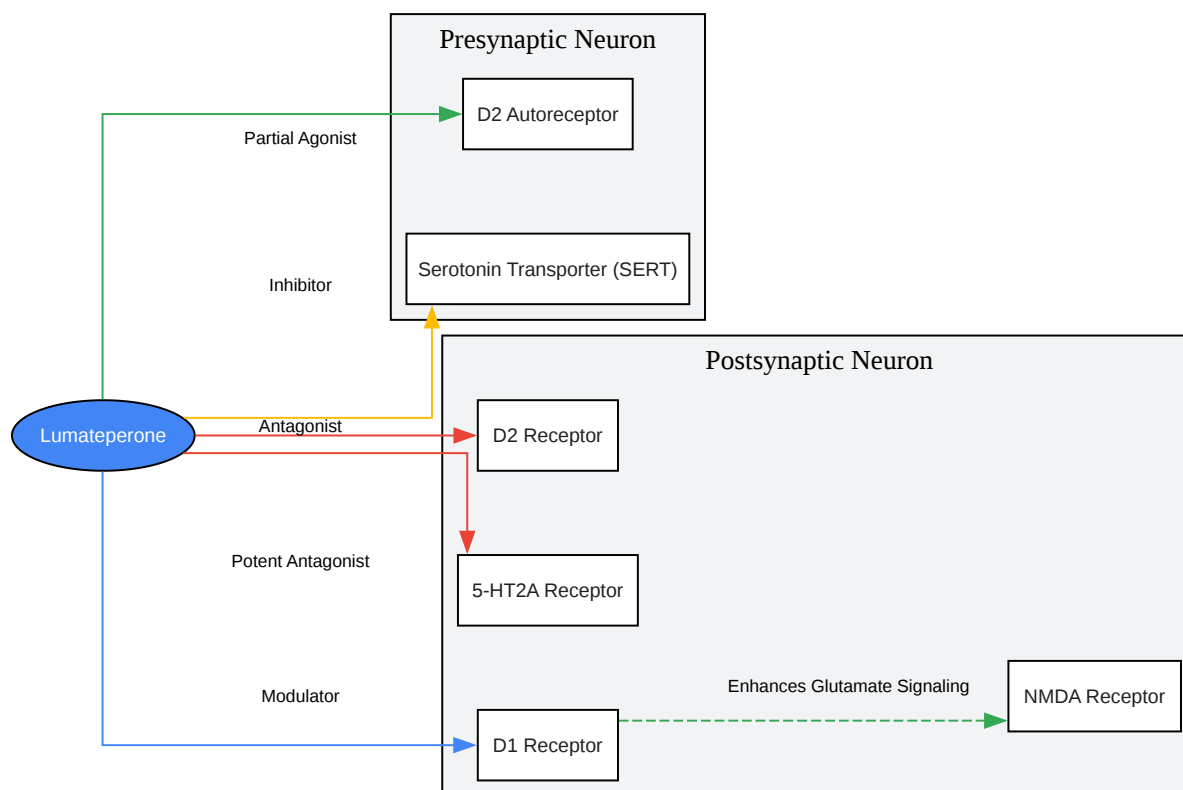 Presynaptic Neuron
D2 Autoreceptor
Partial Agonist
Serotonin Transporter (SERT)
Inhibitor
Postsynaptic Neuron
Lumateperone
Antagonist
D2 Receptor
Potent Antagonist
5-HT2A Receptor
Modulator
Enhances Glutamate Signaling
NMDA Receptor
D1 Receptor